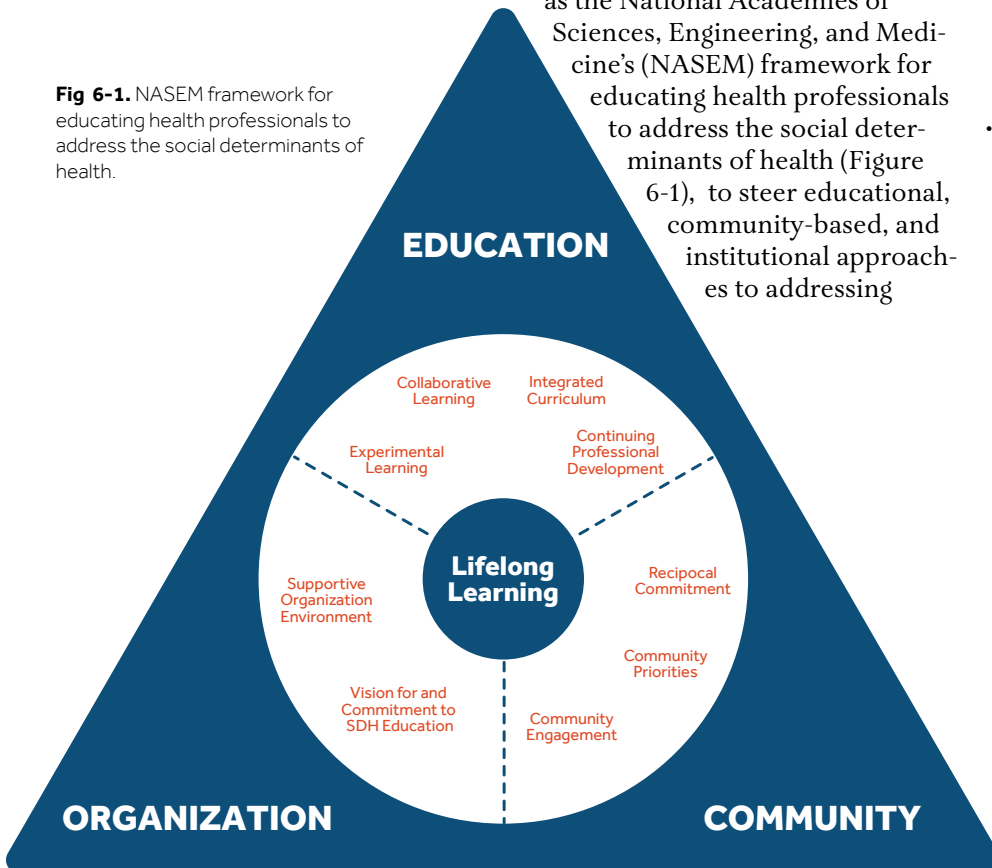 as the National Academies of
Sciences, Engineering, and Medi-
cine's (NASEM) framework for
educating health professionals
to address the social deter-
minants of health (Figure
6-1), to steer educational,
community-based, and
institutional approach-
es to addressing
Fig 6-1. NASEM framework for
educating health professionals to
address the social determinants of
health.
EDUCATION
Collaborative
Learning
Integrated
Curriculum
Experimental
Learning
Continuing
Professional
Development
Lifelong
Learning
Supportive
Organization
Environment
Recipocal
Commitment
Community
Priorities
Vision for and
Commitment to
SDH Education
Community
Engagement
ORGANIZATION
COMMUNITY